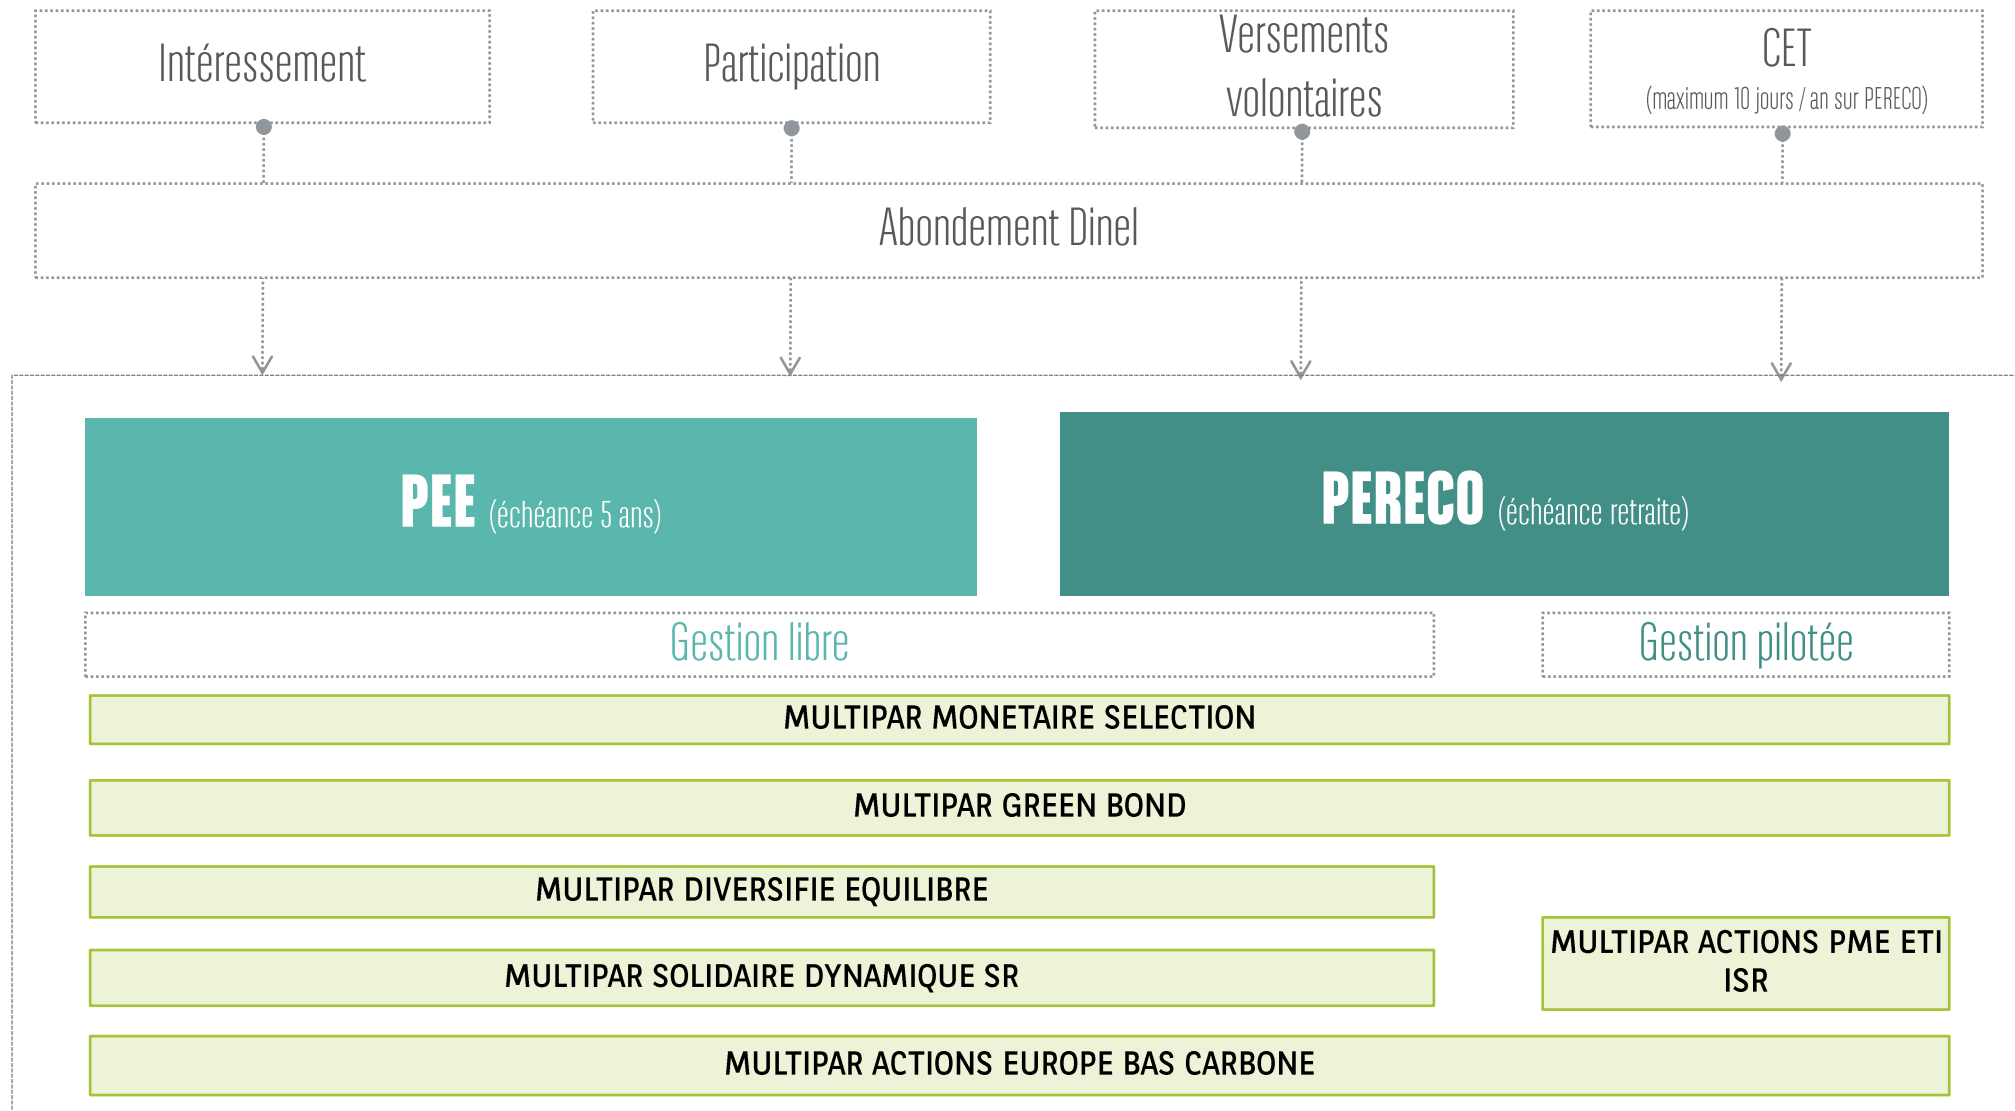 Intéressement
Participation
Versements
volontaires
CET
(maximum 10 jours / an sur PERECO)
Abondement Dinel
PEE (échéance 5 ans)
PERECO (échéance retraite)
Gestion libre
Gestion pilotée
MULTIPAR MONETAIRE SELECTION
MULTIPAR GREEN BOND
MULTIPAR DIVERSIFIE EQUILIBRE
MULTIPAR ACTIONS PME ETI
ISR
MULTIPAR SOLIDAIRE DYNAMIQUE SR
MULTIPAR ACTIONS EUROPE BAS CARBONE